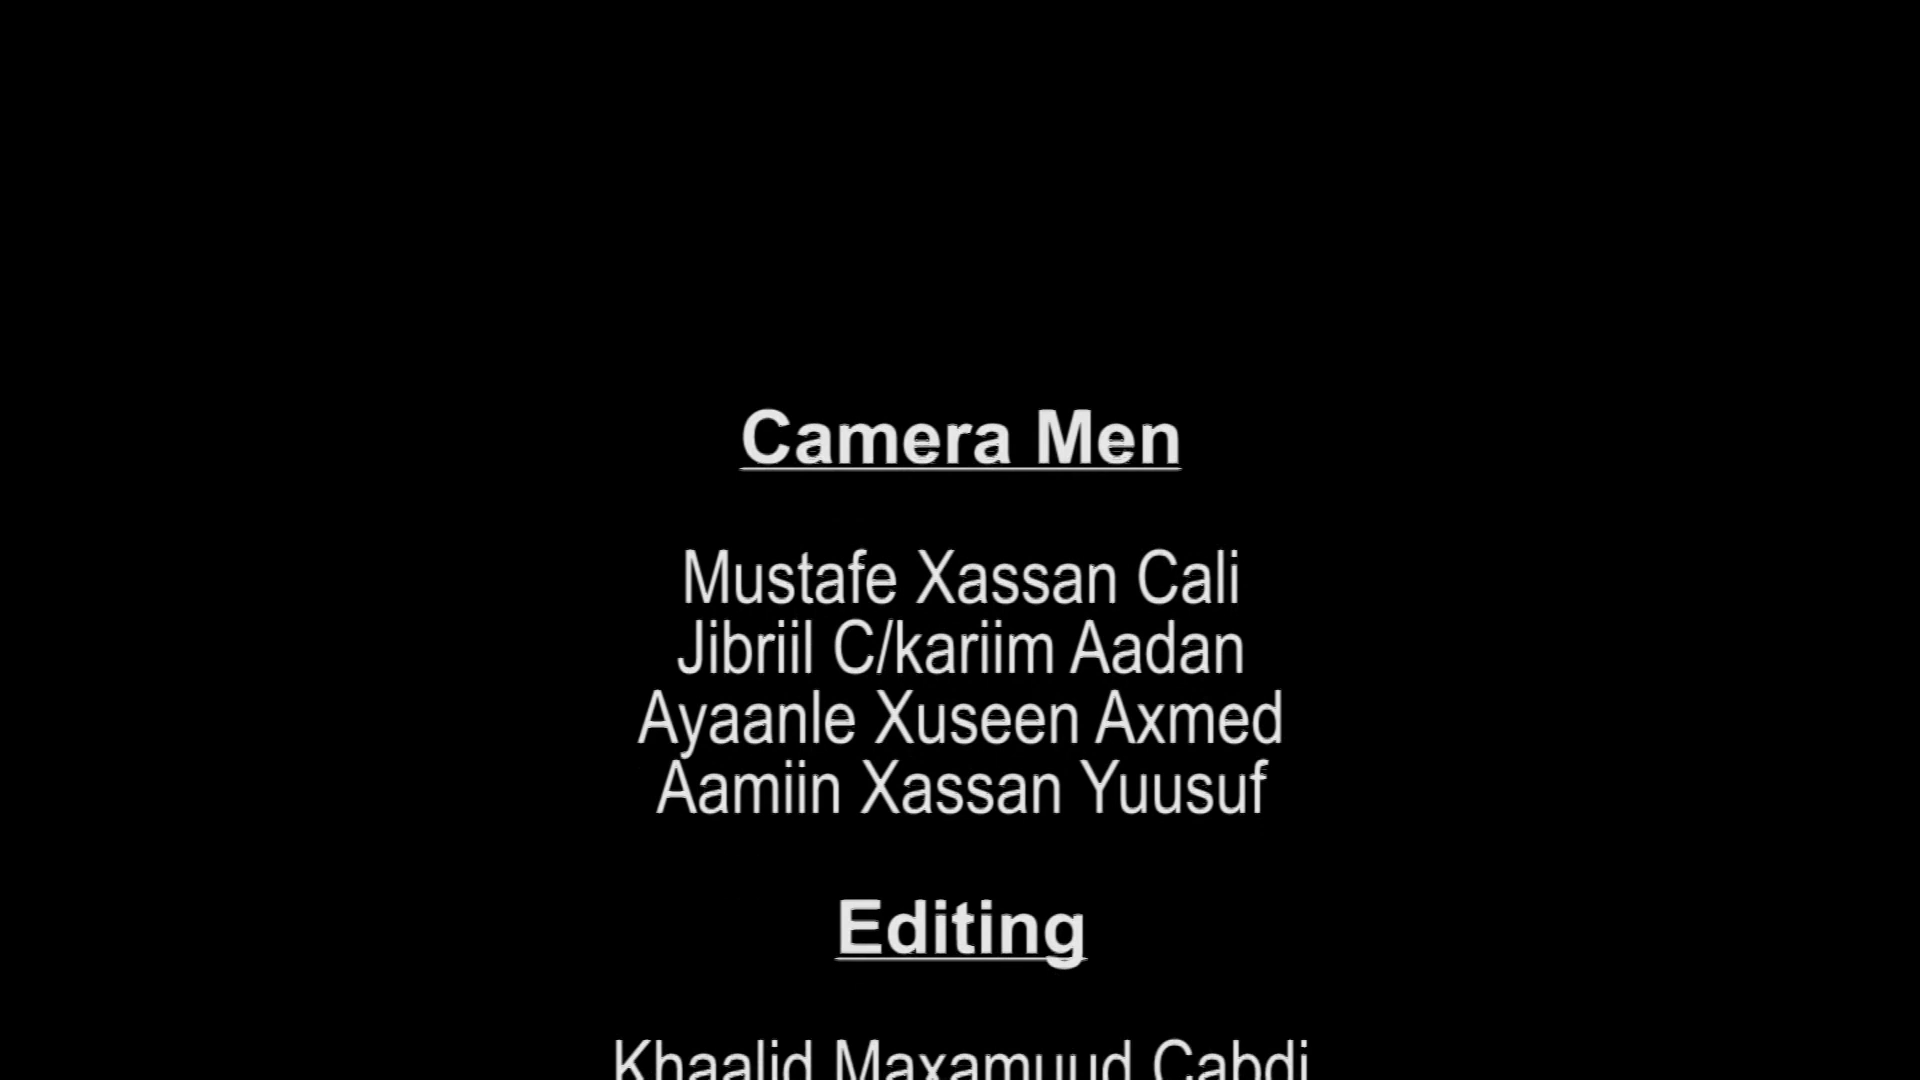 Camera Men
Mustafe Xassan Cali
Jibriil C/kariim Aadan
Ayaanle Xuseen Axmed
Aamiin Xassan Yuusuf
Editing
Khaalid Maxamuud Cabdi